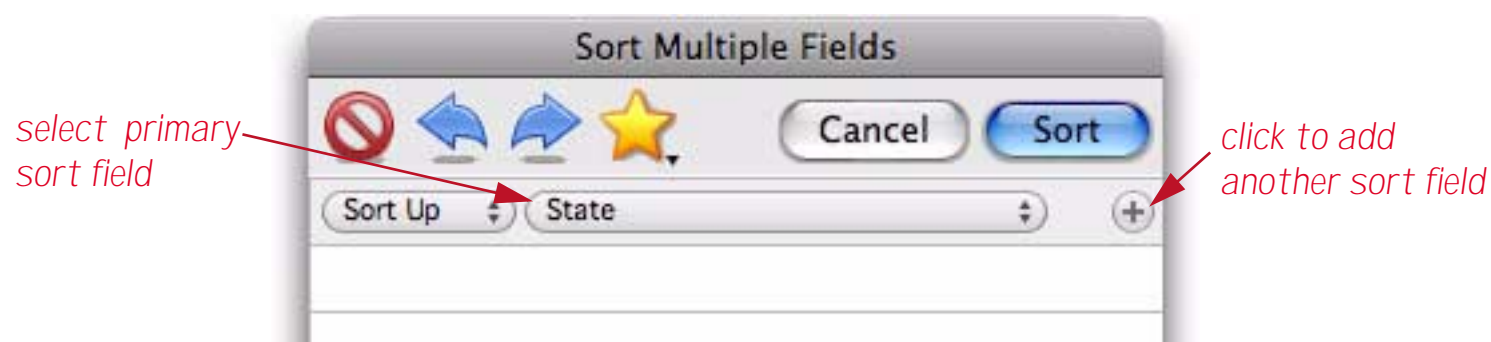 Sort Multiple Fields
select primary
sort field
Cancel
Sort
click to add
another sort field
Sort Up
State